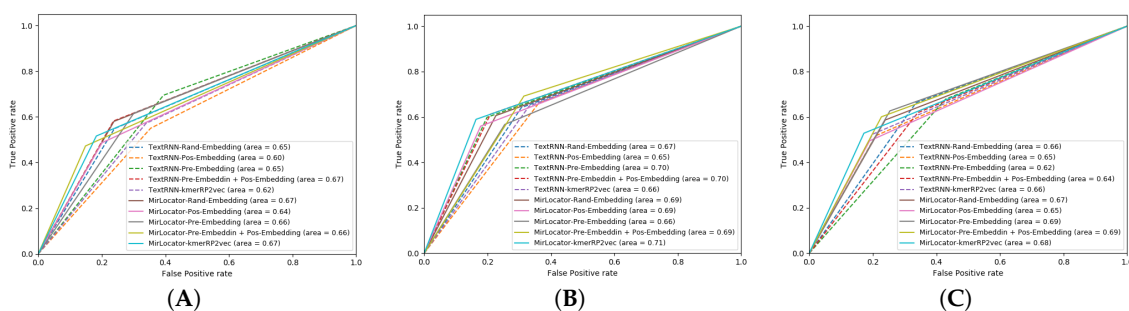 1.0
0.8
0.6
0.4
0.2
0.0
True Positive rate
TextRNN-Rand-Embedding (area = 0.65)
TextRNN-Pos-Embedding (area = 0.60)
TextRNN-Pre-Embedding (area = 0.65)
TextRNN-Pre-Embeddin + Pos-Embedding (area = 0.67)
TextRNN-kmerRP2vec (area = 0.62)
MirLocator-Rand-Embedding (area = 0.67)
MirLocator-Pos-Embedding (area = 0.64)
MirLocator-Pre-Embedding (area = 0.66)
MirLocator-Pre-Embeddin + Pos-Embedding (area = 0.66)
MirLocator-kmerRP2vec (area = 0.67)
0.0 0.2 0.4 0.6 0.8 1.0
False Positive rate
(A)
1.0
0.8
0.6
0.4
0.2
0.0
True Positive rate
TextRNN-Rand-Embedding (area = 0.67)
TextRNN-Pos-Embedding (area = 0.65)
TextRNN-Pre-Embedding (area = 0.70)
TextRNN-Pre-Embeddin + Pos-Embedding (area = 0.70)
TextRNN-kmerRP2vec (area = 0.66)
MirLocator-Rand-Embedding (area = 0.69)
MirLocator-Pos-Embedding (area = 0.69)
MirLocator-Pre-Embedding (area = 0.66)
MirLocator-Pre-Embeddin + Pos-Embedding (area = 0.69)
MirLocator-kmerRP2vec (area = 0.71)
0.0 0.2 0.4 0.6 0.8 1.0
False Positive rate
(B)
1.0
0.8
0.6
0.4
0.2
0.0
True Positive rate
TextRNN-Rand-Embedding (area = 0.66)
TextRNN-Pos-Embedding (area = 0.65)
TextRNN-Pre-Embedding (area = 0.62)
TextRNN-Pre-Embeddin + Pos-Embedding (area = 0.64)
TextRNN-kmerRP2vec (area = 0.66)
MirLocator-Rand-Embedding (area = 0.67)
MirLocator-Pos-Embedding (area = 0.65)
MirLocator-Pre-Embedding (area = 0.69)
MirLocator-Pre-Embeddin + Pos-Embedding (area = 0.69)
MirLocator-kmerRP2vec (area = 0.68)
0.0 0.2 0.4 0.6 0.8 1.0
False Positive rate
(C)